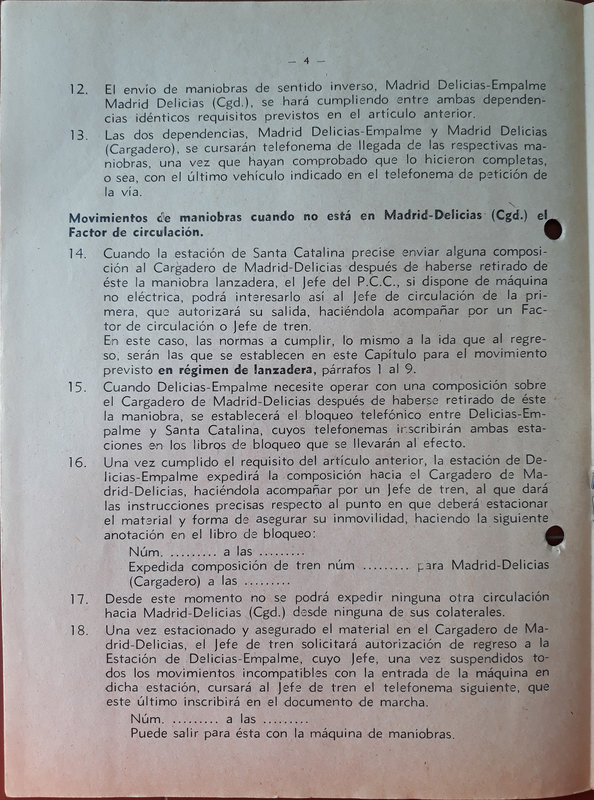 — 4 —
12. El envío de maniobras de sentido inverso, Madrid Delicias-Empalme
Madrid Delicias (Cgd.), se hará cumpliendo entre ambas dependen-
cias idénticos requisitos previstos en el artículo anterior.
13. Las dos dependencias, Madrid Delicias-Empalme y Madrid Delicias
(Cargadero), se cursarán telefonema de llegada de las respectivas ma-
niobras, una vez que hayan comprobado que lo hicieron completas,
o sea, con el último vehículo indicado en el telefonema de petición de
la vía.
Movimientos de maniobras cuando no está en Madrid-Delicias (Cgd.) el
Factor de circulación.
14. Cuando la estación de Santa Catalina precise enviar alguna composi-
ción al Cargadero de Madrid-Delicias después de haberse retirado de
éste la maniobra lanzadera, el Jefe del P.C.C., si dispone de máquina
no eléctrica, podrá interesarlo así al Jefe de circulación de la pri-
mera, que autorizará su salida, haciéndola acompañar por un Fac-
tor de circulación o Jefe de tren.
En este caso, las normas a cumplir, lo mismo a la ida que al regre-
so, serán las que se establecen en este Capítulo para el movimiento
previsto en régimen de lanzadera, párrafos 1 al 9.
15. Cuando Delicias-Empalme necesite operar con una composición sobre
el Cargadero de Madrid-Delicias después de haberse retirado de éste
la maniobra, se establecerá el bloqueo telefónico entre Delicias-Em-
palme y Santa Catalina, cuyos telefonemas inscribirán ambas esta-
ciones en los libros de bloqueo que se llevarán al efecto.
16. Una vez cumplido el requisito del artículo anterior, la estación de De-
licias-Empalme expedirá la composición hacia el Cargadero de Ma-
drid-Delicias, haciéndola acompañar por un Jefe de tren, al que dará
las instrucciones precisas respecto al punto en que deberá estacionar
el material y forma de asegurar su inmovilidad, haciendo la siguiente
anotación en el libro de bloqueo:
Núm. ......... a las .........
Expedida composición de tren núm ......... para Madrid-Delicias
(Cargadero) a las .........
17. Desde este momento no se podrá expedir ninguna otra circulación
hacia Madrid-Delicias (Cgd.) desde ninguna de sus colaterales.
18. Una vez estacionado y asegurado el material en el Cargadero de Ma-
drid-Delicias, el Jefe de tren solicitará autorización de regreso a la
Estación de Delicias-Empalme, cuyo Jefe, una vez suspendidos to-
dos los movimientos incompatibles con la entrada de la máquina en
dicha estación, cursará al Jefe de tren el telefonema siguiente, que
este último inscribirá en el documento de marcha.
Núm. ......... a las .........
Puede salir para ésta con la máquina de maniobras.